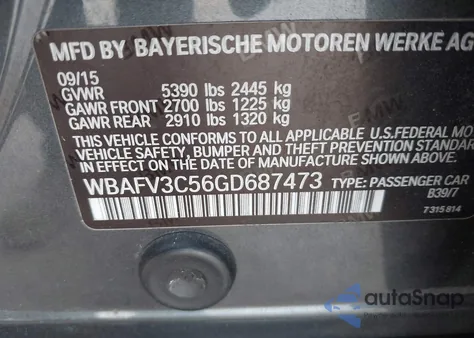 MFD BY BAYERISCHE MOTOREN WERKE AG
09/15
GVWR 5390 lbs 2445 kg
GAWR FRONT 2700 lbs 1225 kg
GAWR REAR 2910 lbs 1320 kg
THIS VEHICLE CONFORMS TO ALL APPLICABLE U.S. FEDERAL MOTO
VEHICLE SAFETY, BUMPER AND THEFT PREVENTION STAN
IN EFFECT ON THE DATE OF MANUFACTURE SHOWN ABOVE
WBAFV3C56GD687473 TYPE: PASSENGER CAR
B39/7
7315814
autoSnap